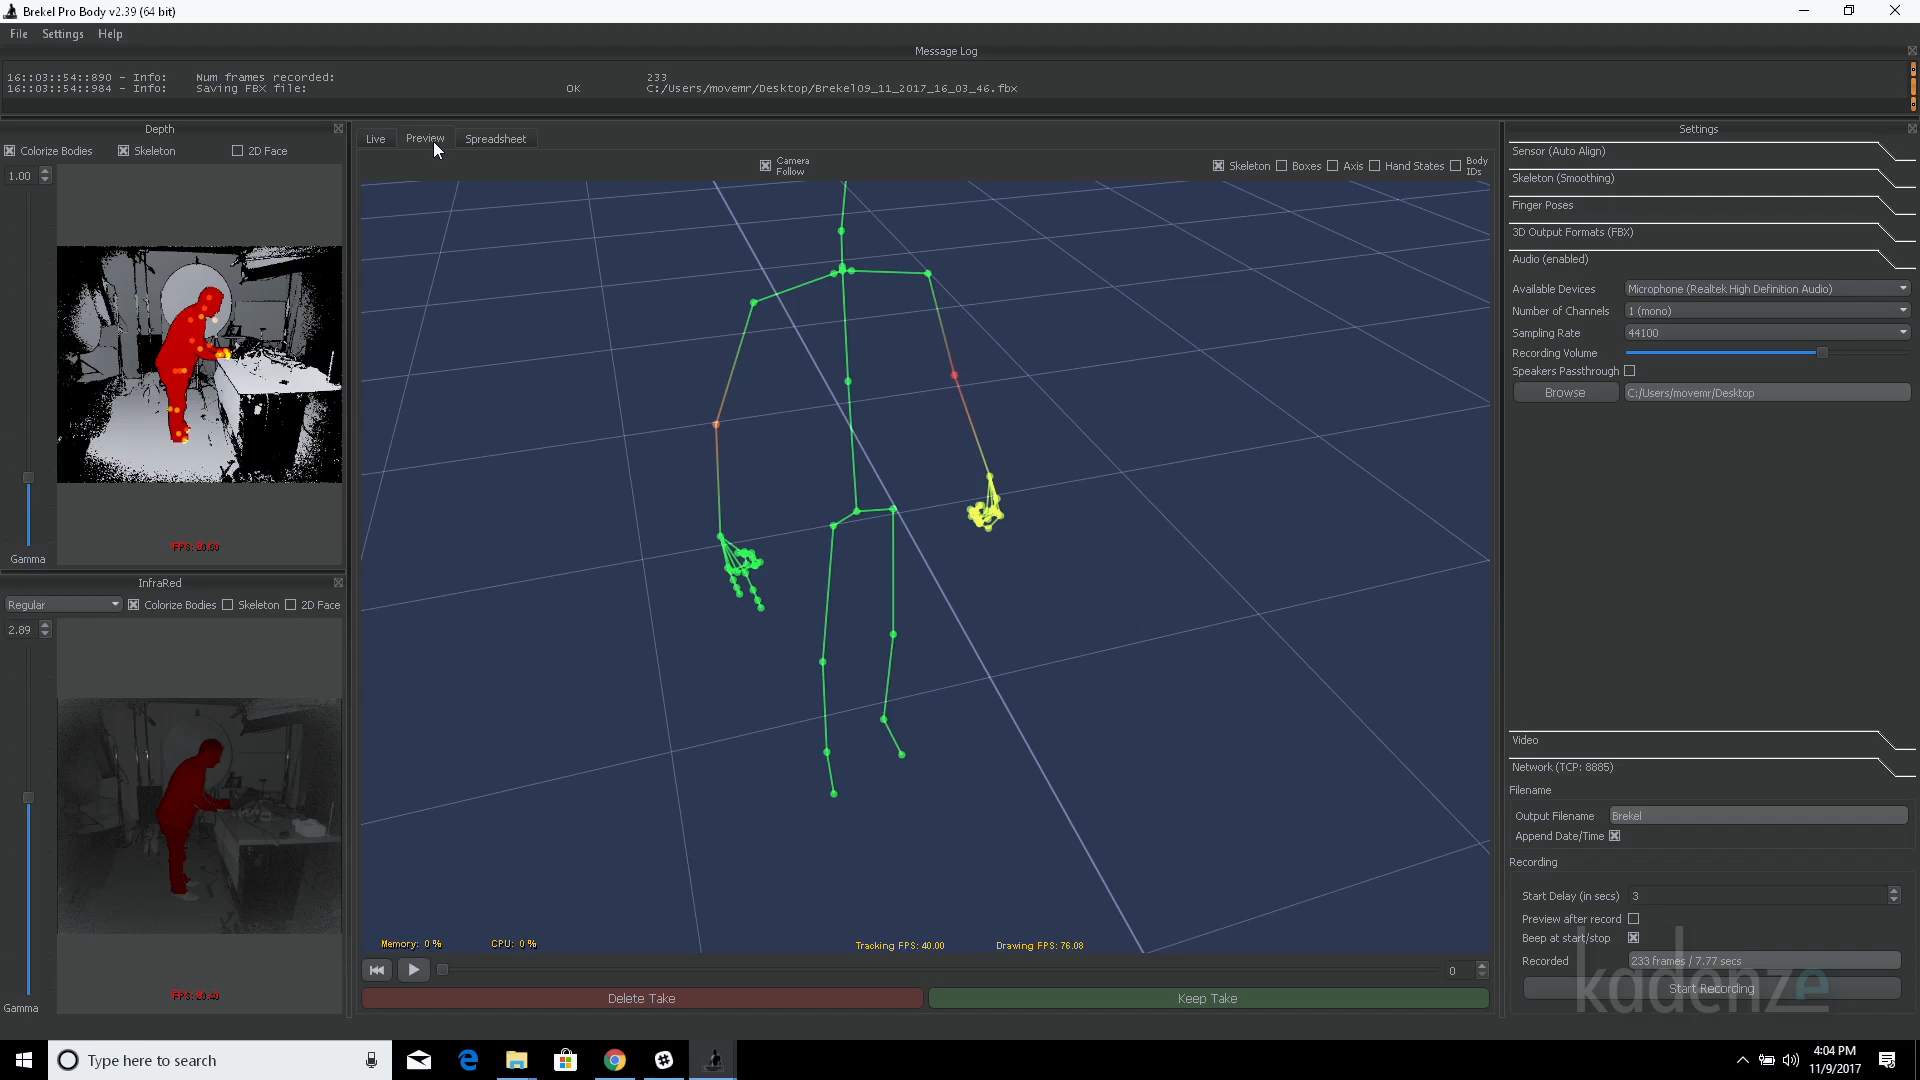 Brekel Pro Body v2.39 (64 bit)
File Settings Help
Message Log
16::03::54::890 - Info: Num frames recorded: 233
16::03::54::984 - Info: Saving FBX file: OK C:/Users/movemr/Desktop/Brekel09_11_2017_16_03_46.fbx
Depth
Colorize Bodies Skeleton 2D Face
1.00
FPS: 20.60
Gamma
InfraRed
Regular Colorize Bodies Skeleton 2D Face
2.89
FPS: 20.40
Gamma
Live Preview Spreadsheet
Camera Follow
Skeleton Boxes Axis Hand States Body IDs
Memory: 0 % CPU: 0 % Tracking FPS: 40.00 Drawing FPS: 76.08
0
Delete Take Keep Take
Settings
Sensor (Auto Align)
Skeleton (Smoothing)
Finger Poses
3D Output Formats (FBX)
Audio (enabled)
Available Devices Microphone (Realtek High Definition Audio)
Number of Channels 1 (mono)
Sampling Rate 44100
Recording Volume
Speakers Passthrough
Browse C:/Users/movemr/Desktop
Video
Network (TCP: 8885)
Filename
Output Filename Brekel
Append Date/Time
Recording
Start Delay (in secs) 3
Preview after record
Beep at start/stop
Recorded 233 frames / 7.77 secs
Start Recording
kadenze
Type here to search
4:04 PM
11/9/2017